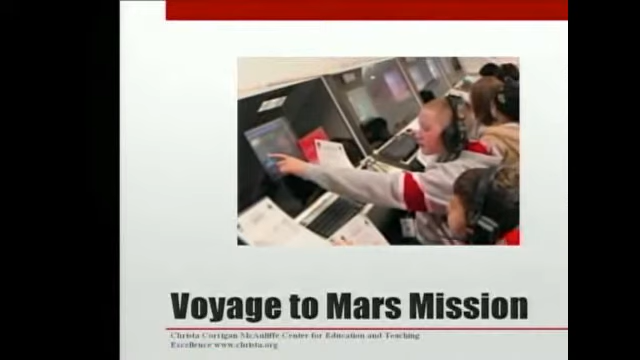 Voyage to Mars Mission
Christa Corrigan McAuliffe Center for Education and Teaching
Excellence www.christa.org